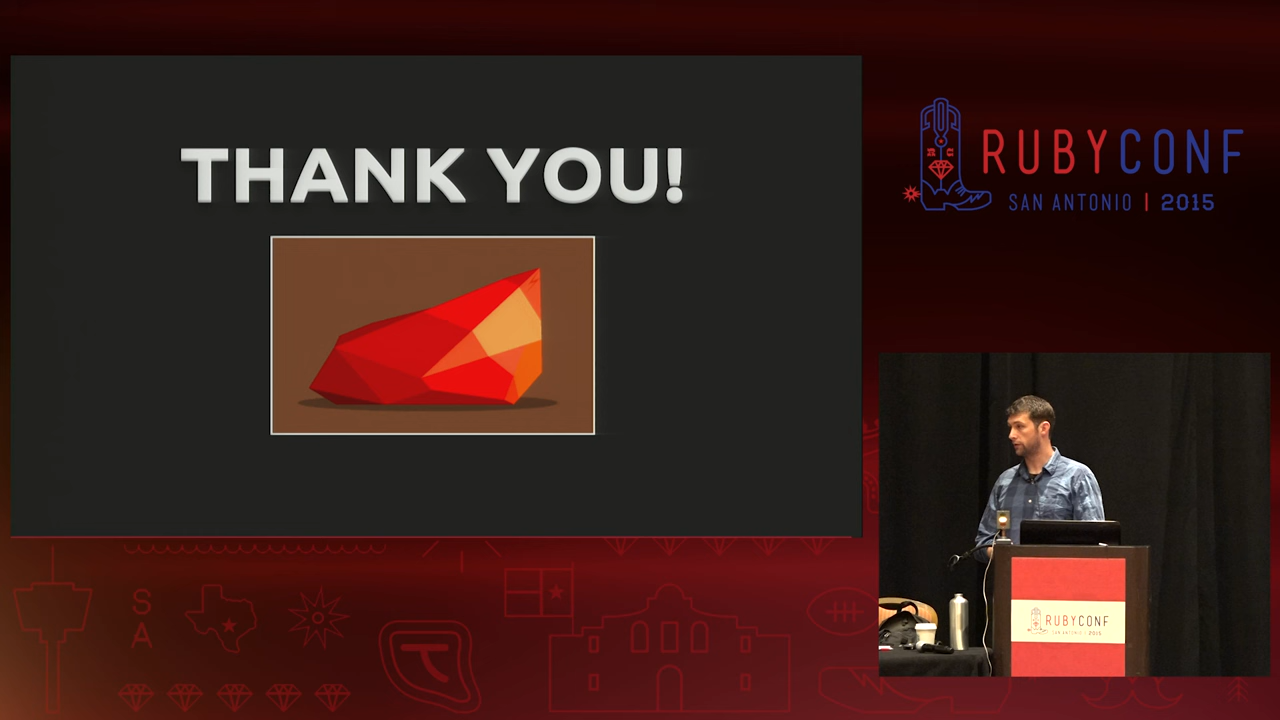 THANK YOU!
RUBYCONF
SAN ANTONIO | 2015
S
A
RUBYCONF
SAN ANTONIO | 2015